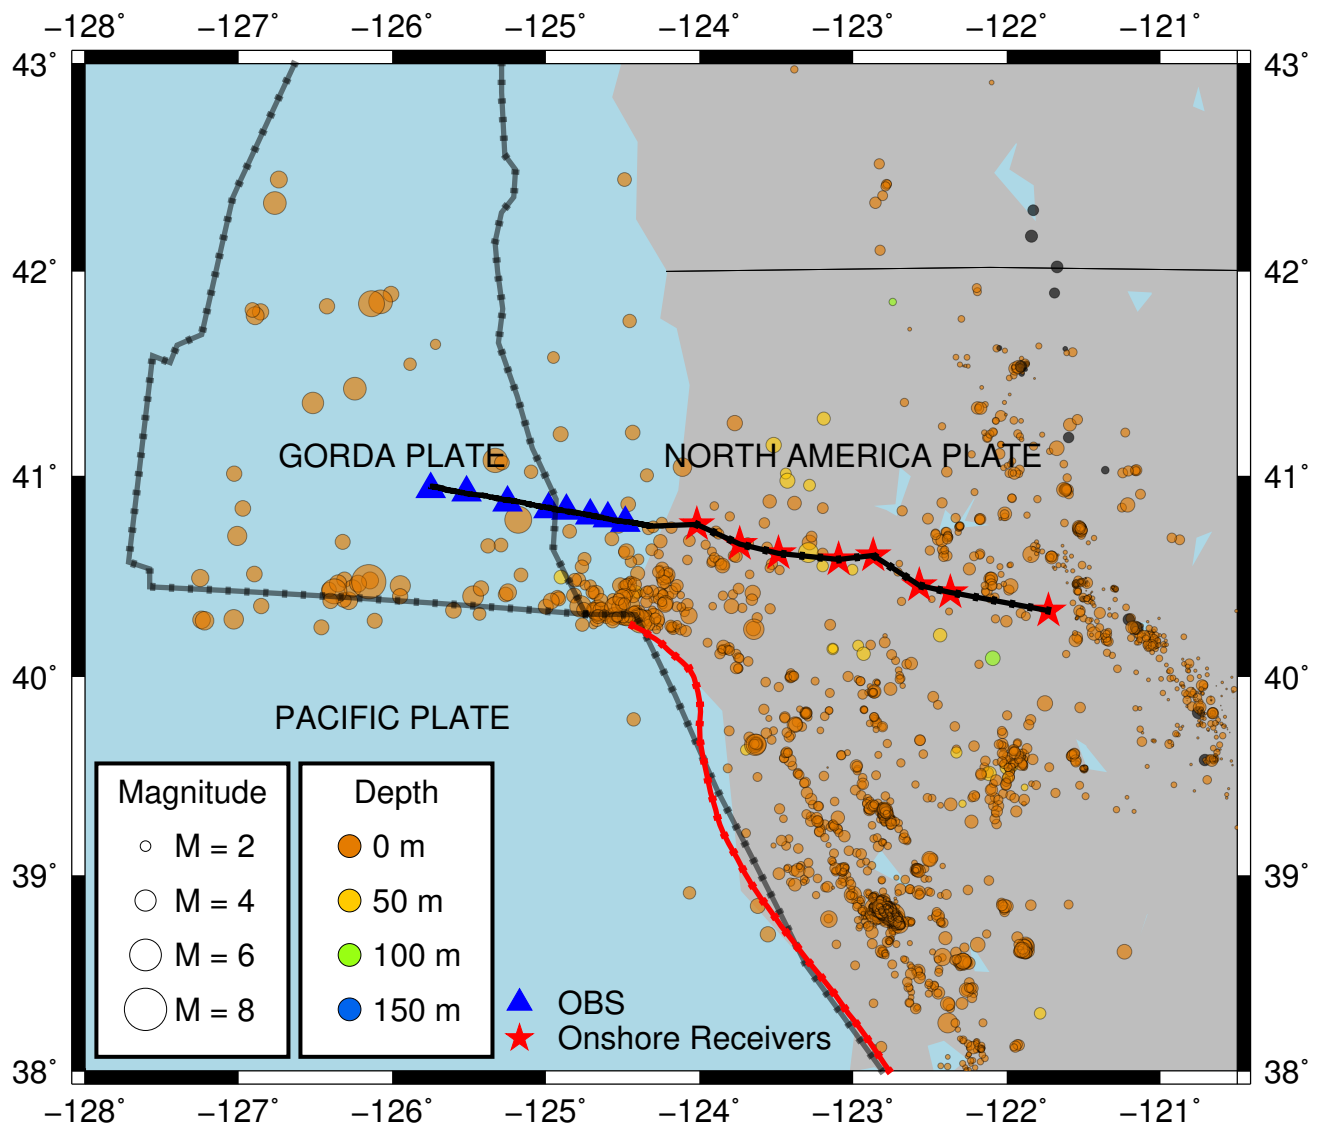 −128˚ −127˚ −126˚ −125˚ −124˚ −123˚ −122˚ −121˚
43˚ 43˚
42˚ 42˚
GORDA PLATE NORTH AMERICA PLATE
41˚ 41˚
40˚ 40˚
PACIFIC PLATE
Magnitude Depth
M = 2 0 m
39˚ 39˚
M = 4 50 m
M = 6 100 m
OBS
M = 8 150 m
Onshore Receivers
38˚ 38˚
−128˚ −127˚ −126˚ −125˚ −124˚ −123˚ −122˚ −121˚